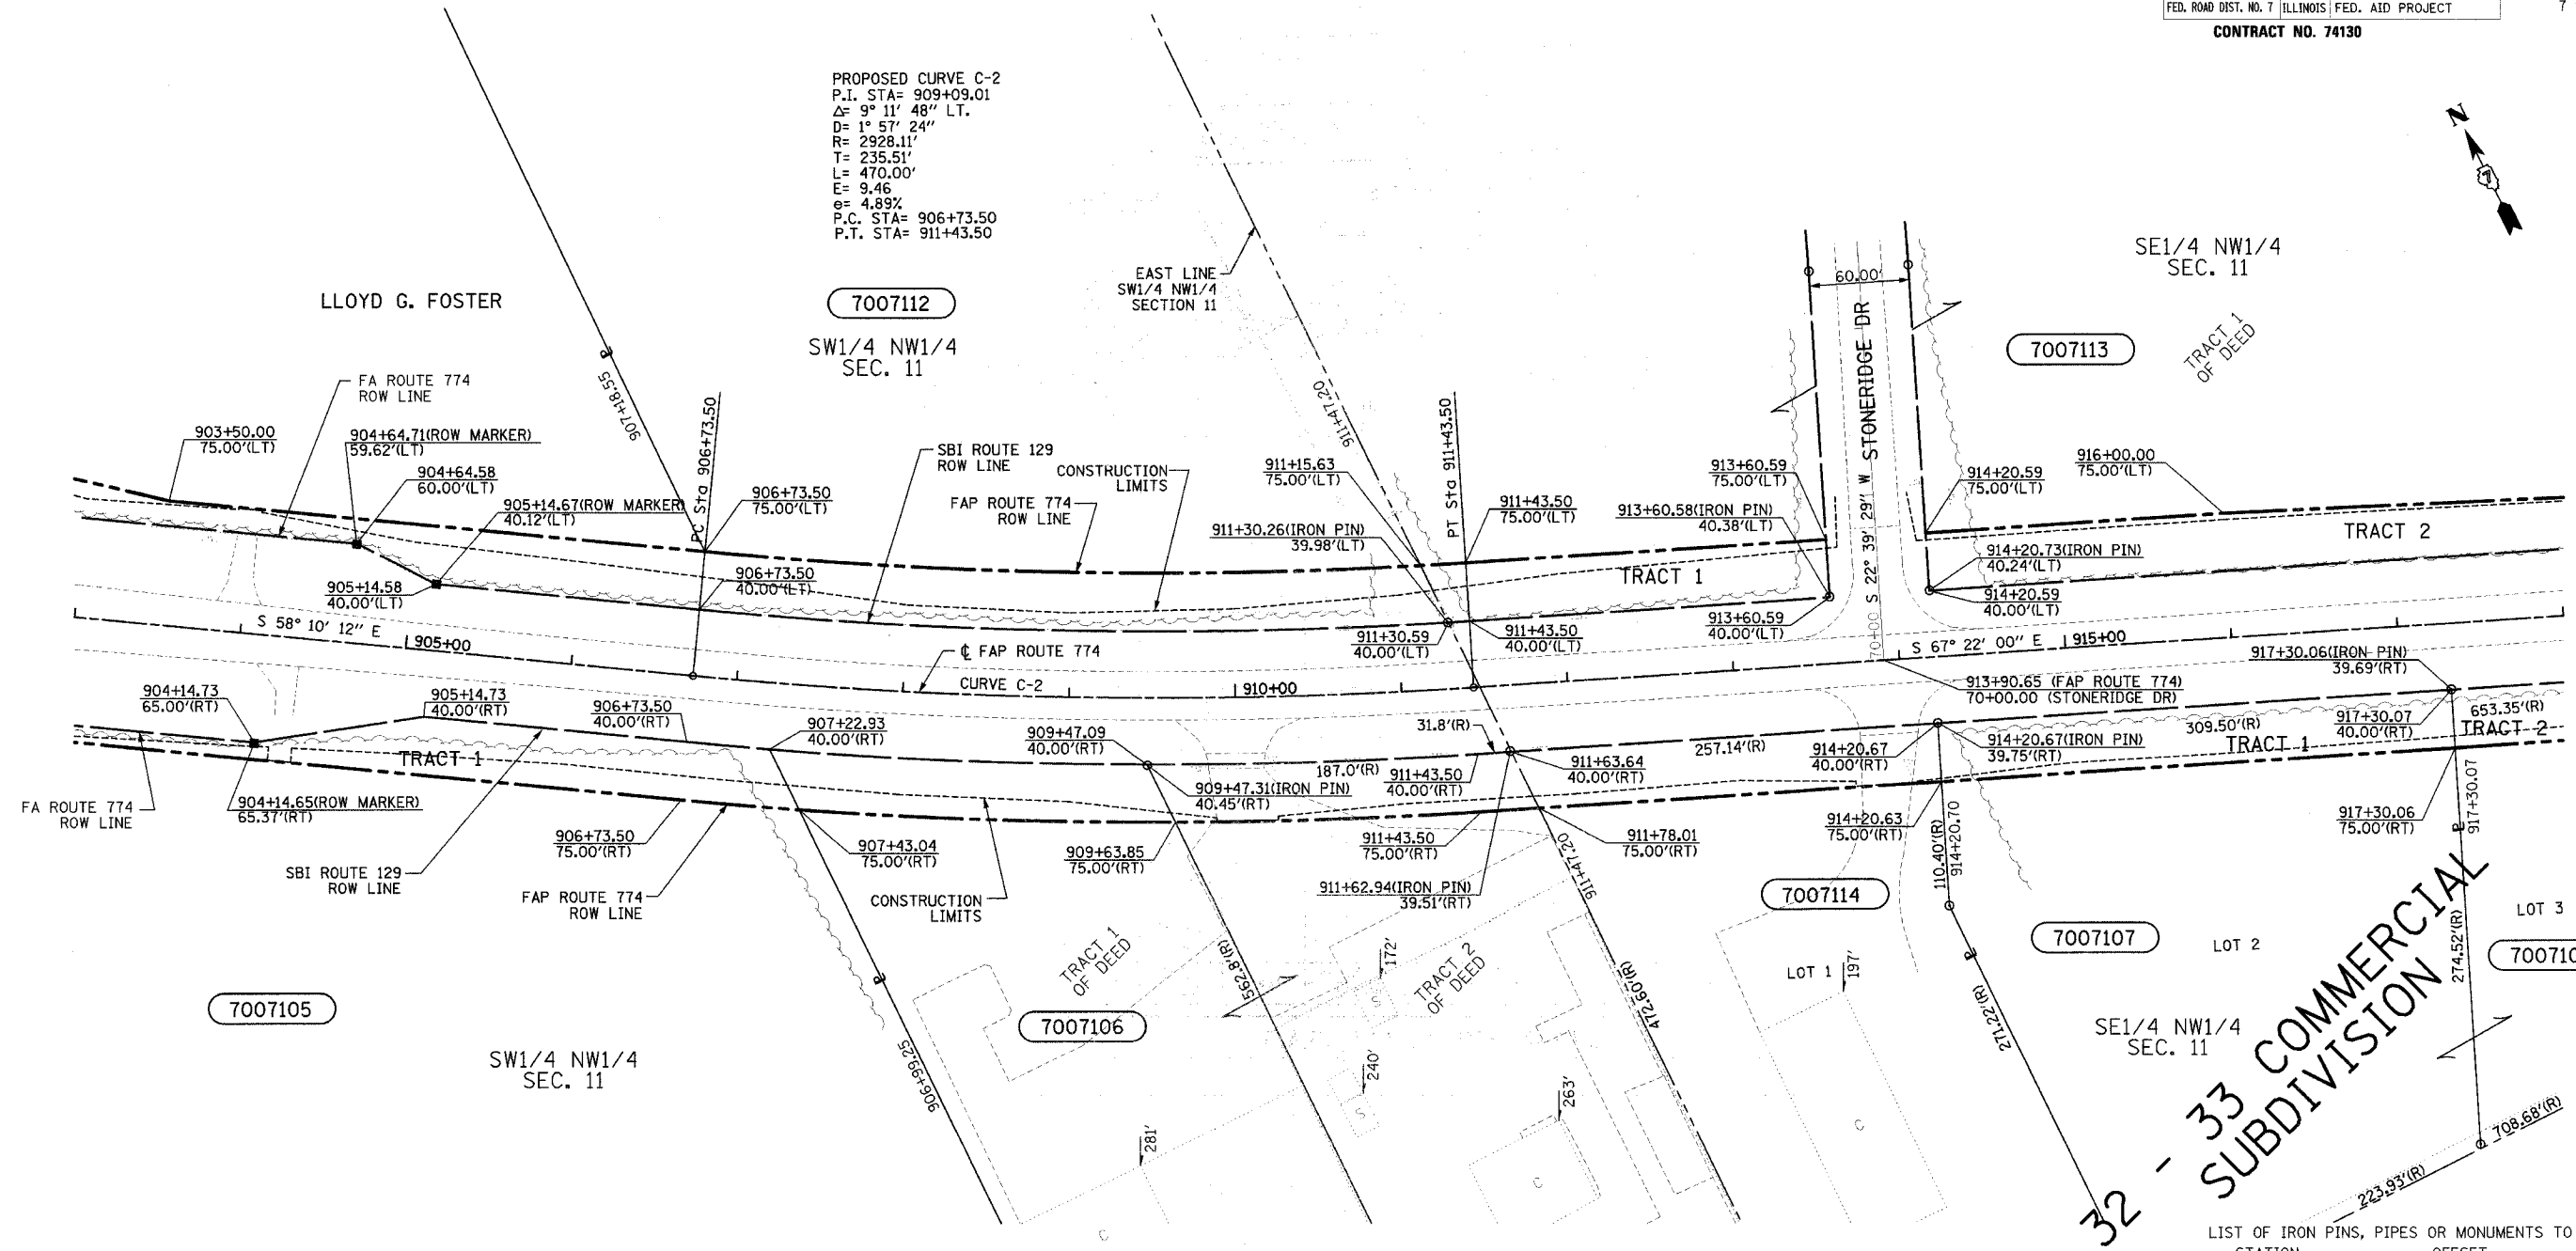 FED. ROAD DIST. NO. 7 ILLINOIS FED. AID PROJECT
7
CONTRACT NO. 74130
PROPOSED CURVE C-2
P.I. STA= 909+09.01
Δ= 9° 11' 48" LT.
D= 1° 57' 24"
R= 2928.11'
T= 235.51'
L= 470.00'
E= 9.46
e= 4.89%
P.C. STA= 906+73.50
P.T. STA= 911+43.50
N
7
LLOYD G. FOSTER
7007112
SW1/4 NW1/4
SEC. 11
EAST LINE
SW1/4 NW1/4
SECTION 11
60.00'
SE1/4 NW1/4
SEC. 11
7007113
TRACT 1
OF DEED
FA ROUTE 774
ROW LINE
907+18.55
911+47.20
903+50.00
75.00'(LT)
904+64.71(ROW MARKER)
59.62'(LT)
904+64.58
60.00'(LT)
905+14.67(ROW MARKER)
40.12'(LT)
905+14.58
40.00'(LT)
PC Sta 906+73.50
906+73.50
75.00'(LT)
906+73.50
40.00'(LT)
SBI ROUTE 129
ROW LINE
FAP ROUTE 774
ROW LINE
CONSTRUCTION
LIMITS
911+15.63
75.00'(LT)
911+30.26(IRON PIN)
39.98'(LT)
911+30.59
40.00'(LT)
PT Sta 911+43.50
911+43.50
75.00'(LT)
911+43.50
40.00'(LT)
913+60.59
75.00'(LT)
913+60.58(IRON PIN)
40.38'(LT)
TRACT 1
913+60.59
40.00'(LT)
S 22° 39' 29" W STONERIDGE DR
70+00
914+20.59
75.00'(LT)
916+00.00
75.00'(LT)
914+20.73(IRON PIN)
40.24'(LT)
914+20.59
40.00'(LT)
TRACT 2
S 58° 10' 12" E
905+00
℄ FAP ROUTE 774
CURVE C-2
910+00
S 67° 22' 00" E
915+00
913+90.65 (FAP ROUTE 774)
70+00.00 (STONERIDGE DR)
917+30.06(IRON PIN)
39.69'(RT)
904+14.73
65.00'(RT)
905+14.73
40.00'(RT)
906+73.50
40.00'(RT)
907+22.93
40.00'(RT)
909+47.09
40.00'(RT)
31.8'(R)
187.0'(R)
257.14'(R)
309.50'(R)
653.35'(R)
911+43.50
40.00'(RT)
911+63.64
40.00'(RT)
914+20.67
40.00'(RT)
914+20.67(IRON PIN)
39.75'(RT)
917+30.07
40.00'(RT)
TRACT 1
TRACT 1
TRACT 2
909+47.31(IRON PIN)
40.45'(RT)
FA ROUTE 774
ROW LINE
904+14.65(ROW MARKER)
65.37'(RT)
SBI ROUTE 129
ROW LINE
906+73.50
75.00'(RT)
FAP ROUTE 774
ROW LINE
907+43.04
75.00'(RT)
CONSTRUCTION
LIMITS
909+63.85
75.00'(RT)
911+43.50
75.00'(RT)
911+62.94(IRON PIN)
39.51'(RT)
911+78.01
75.00'(RT)
911+47.20
914+20.63
75.00'(RT)
110.40'(R)
914+20.70
917+30.06
75.00'(RT)
917+30.07
7007114
7007107
LOT 2
LOT 3
700710
LOT 1
197'
7007105
SW1/4 NW1/4
SEC. 11
906+99.25
7007106
TRACT 1
OF DEED
562.8'(R)
172'
S
TRACT 2
OF DEED
472.60'(R)
240'
S
263'
281'
C
C
C
271.22'(R)
SE1/4 NW1/4
SEC. 11
274.52'(R)
32 - 33 COMMERCIAL
SUBDIVISION
708.68'(R)
223.93'(R)
LIST OF IRON PINS, PIPES OR MONUMENTS TO
STATION OFFSET